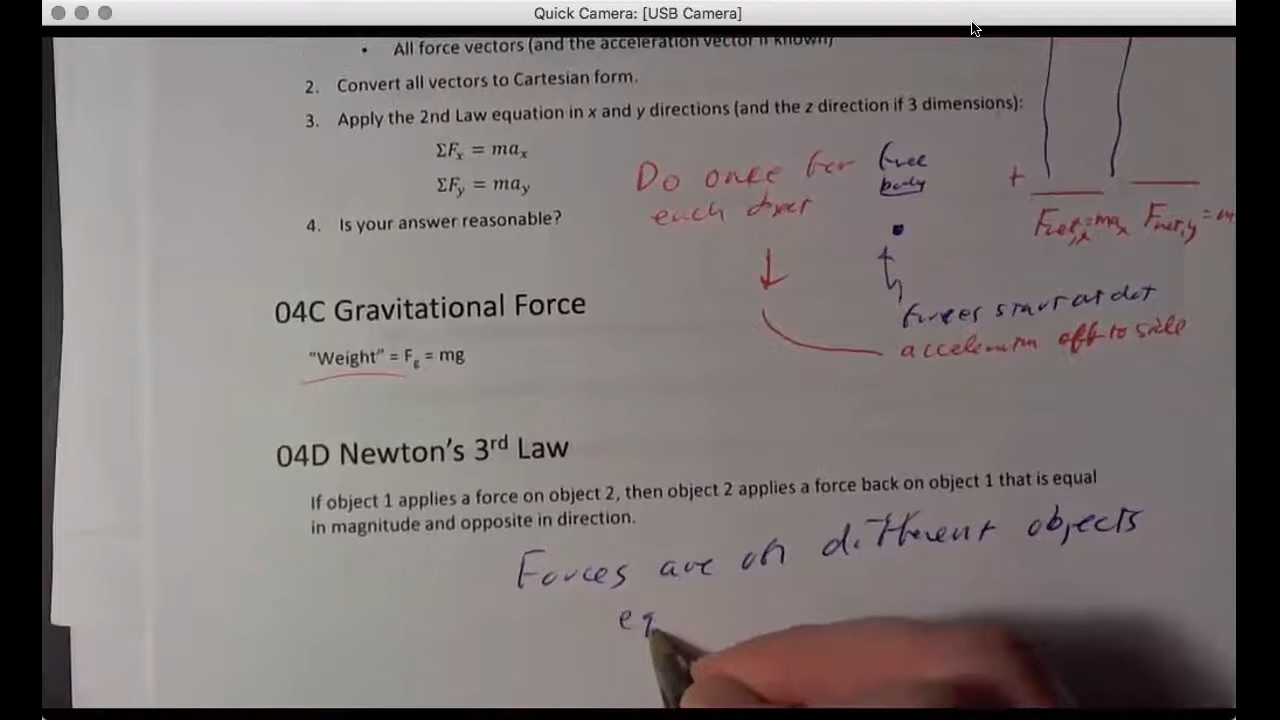 Quick Camera: [USB Camera]
• All force vectors (and the acceleration vector if known)
2. Convert all vectors to Cartesian form.
3. Apply the 2nd Law equation in x and y directions (and the z direction if 3 dimensions):
ΣFx = max
ΣFy = may
4. Is your answer reasonable?
Do once for
each object
free
body
+
Fnet,x = max Fnet,y = m
forces start at dot
acceleration off to side
04C Gravitational Force
"Weight" = Fg = mg
04D Newton's 3rd Law
If object 1 applies a force on object 2, then object 2 applies a force back on object 1 that is equal
in magnitude and opposite in direction.
Forces are on different objects